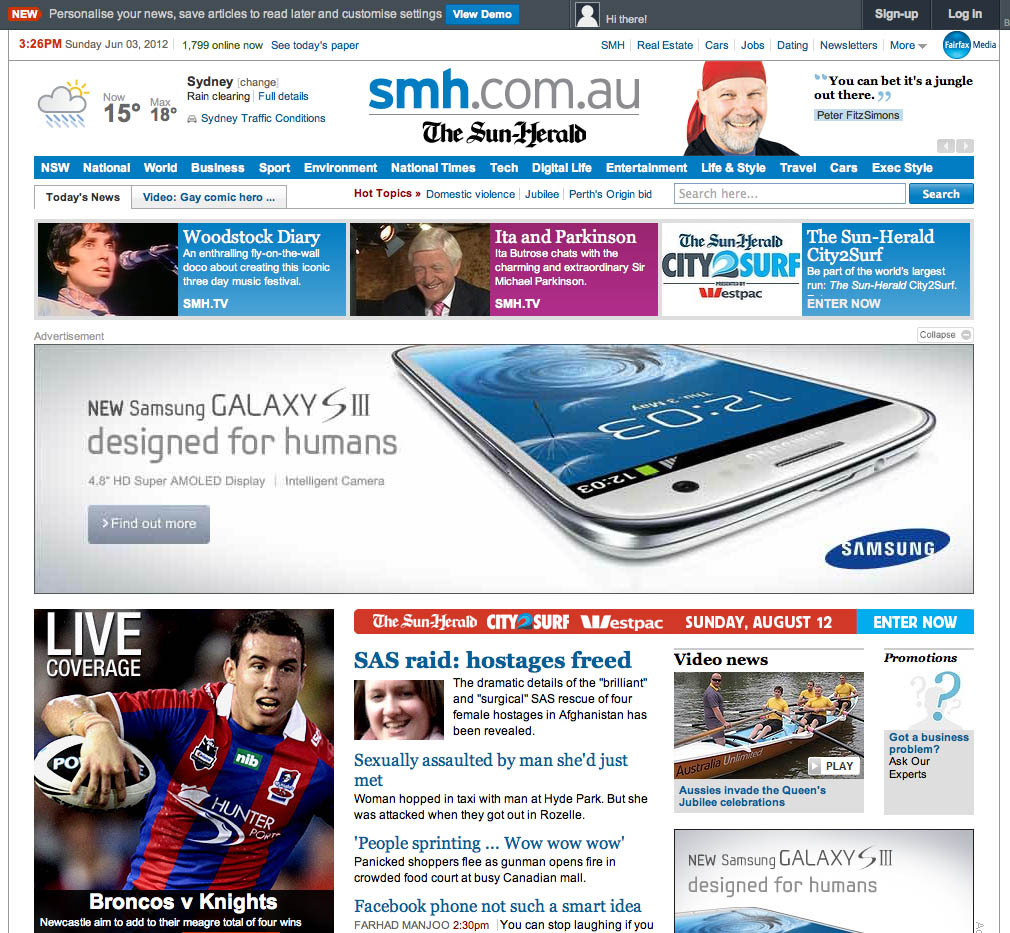 NEW Personalise your news, save articles to read later and customise settings View Demo Hi there! Sign-up Log In
3:26PM Sunday Jun 03, 2012 1,799 online now See today's paper SMH Real Estate Cars Jobs Dating Newsletters More Fairfax Media
Sydney [change]
Now 15° Max 18° Rain clearing Full details
Sydney Traffic Conditions
smh.com.au
The Sun-Herald
You can bet it's a jungle
out there.
Peter FitzSimons
NSW National World Business Sport Environment National Times Tech Digital Life Entertainment Life & Style Travel Cars Exec Style
Today's News Video: Gay comic hero ... Hot Topics » Domestic violence Jubilee Perth's Origin bid Search here... Search
Woodstock Diary
An enthralling fly-on-the-wall
doco about creating this iconic
three day music festival.
SMH.TV
Ita and Parkinson
Ita Butrose chats with the
charming and extraordinary Sir
Michael Parkinson.
SMH.TV
The Sun-Herald
CITY2SURF
PRESENTED BY
Westpac
The Sun-Herald
City2Surf
Be part of the world's largest
run: The Sun-Herald City2Surf.
ENTER NOW
Advertisement Collapse
NEW Samsung GALAXY S III
designed for humans
4.8" HD Super AMOLED Display Intelligent Camera
Find out more
Thu, 3 May
12:03
12:03
SAMSUNG
LIVE
COVERAGE
POW
nib
HUNTER
PORTS
Broncos v Knights
Newcastle aim to add to their meagre total of four wins
The Sun-Herald CITY2SURF Westpac SUNDAY, AUGUST 12 ENTER NOW
SAS raid: hostages freed
The dramatic details of the "brilliant"
and "surgical" SAS rescue of four
female hostages in Afghanistan has
been revealed.
Sexually assaulted by man she'd just
met
Woman hopped in taxi with man at Hyde Park. But she
was attacked when they got out in Rozelle.
'People sprinting ... Wow wow wow'
Panicked shoppers flee as gunman opens fire in
crowded food court at busy Canadian mall.
Facebook phone not such a smart idea
FARHAD MANJOO 2:30pm You can stop laughing if you
Video news
Australia Unlimited
PLAY
Aussies invade the Queen's
Jubilee celebrations
Promotions
Got a business
problem?
Ask Our
Experts
NEW Samsung GALAXY S III
designed for humans